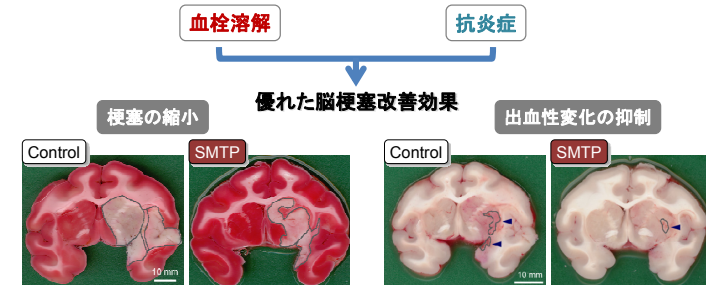 血栓溶解
抗炎症
優れた脳梗塞改善効果
梗塞の縮小
出血性変化の抑制
Control
SMTP
Control
SMTP
10 mm
10 mm